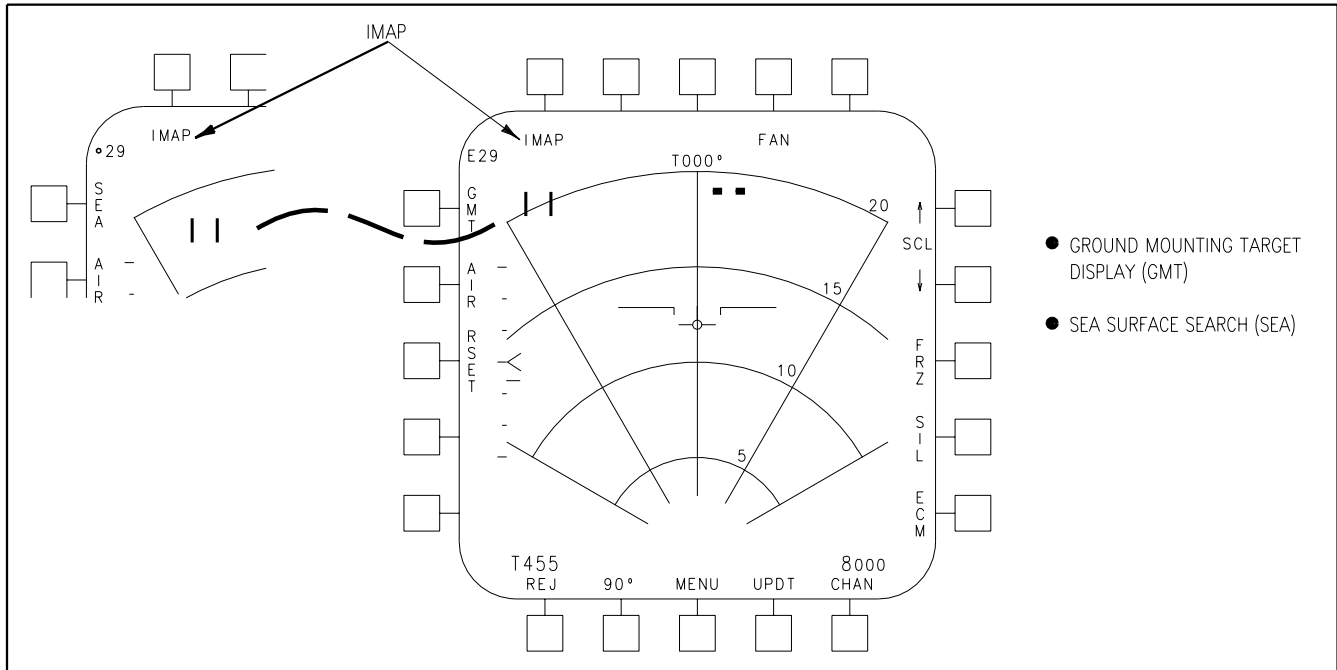 IMAP
IMAP
°29
SEA
AIR
IMAP
FAN
E29
T000°
GMT
20
SCL
AIR
15
RSET
FRZ
10
SIL
5
ECM
T455
8000
REJ
90°
MENU
UPDT
CHAN
● GROUND MOUNTING TARGET
DISPLAY (GMT)
● SEA SURFACE SEARCH (SEA)